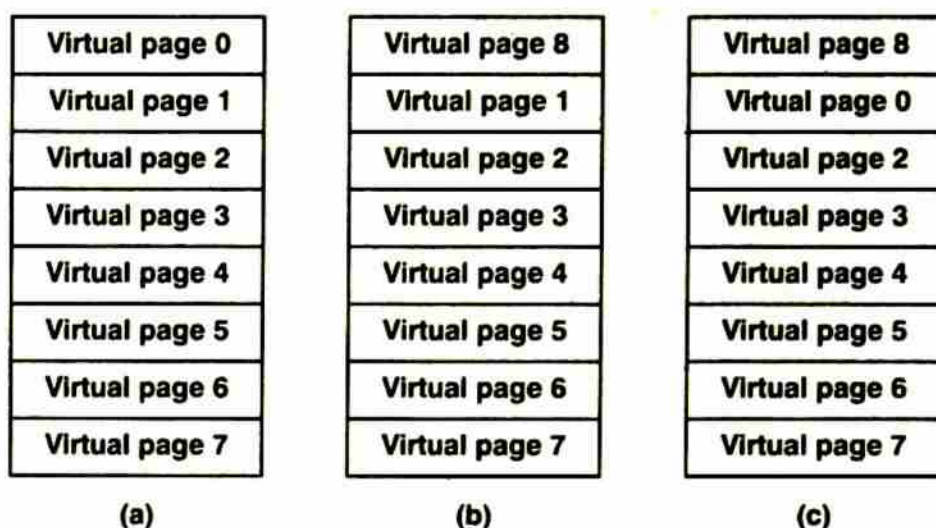 Virtual page 0
Virtual page 1
Virtual page 2
Virtual page 3
Virtual page 4
Virtual page 5
Virtual page 6
Virtual page 7
(a)
Virtual page 8
Virtual page 1
Virtual page 2
Virtual page 3
Virtual page 4
Virtual page 5
Virtual page 6
Virtual page 7
(b)
Virtual page 8
Virtual page 0
Virtual page 2
Virtual page 3
Virtual page 4
Virtual page 5
Virtual page 6
Virtual page 7
(c)